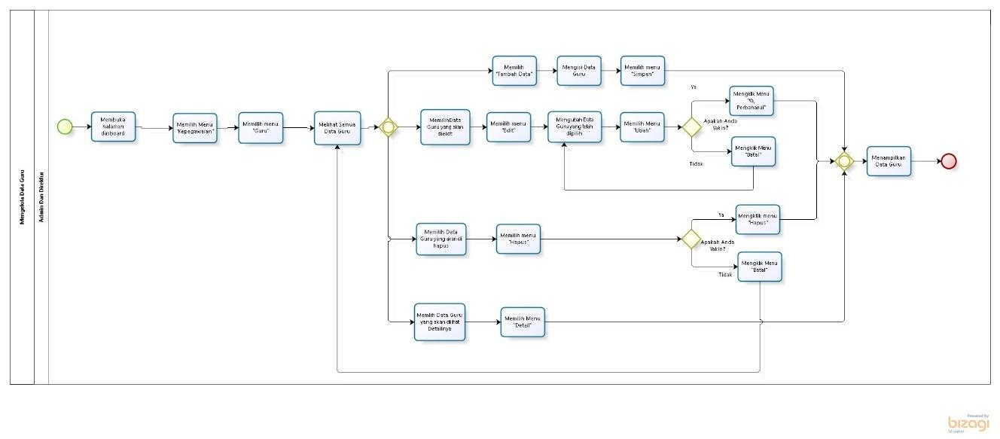 Mengelola Data Guru
Admin Dan Direktur
Membuka
halaman
dasboard
Memilih Menu
"Kepegawaian"
Memilih menu
"Guru"
Melihat Semua
Data Guru
Memilih
"Tambah Data"
Mengisi Data
Guru
Memilih menu
"Simpan"
Memilih Data
Guru yang akan
dieidt
Memilih menu
"Edit"
Mengubah Data
Guru yang telah
dipilih
Memilih Menu
"Ubah"
Ya
Apakah Anda
Yakin?
Tidak
Mengklik Menu
"Ya,
Perbaharui"
Mengklik Menu
"Batal"
Memilih Data
Guru yang akan di
hapus
Memilih menu
"Hapus"
Ya
Apakah Anda
Yakin?
Tidak
Mengklik menu
"Hapus"
Mengklik Menu
"Batal"
Memlih Data Guru
yang akan dilihat
Detailnya
Memilih Menu
"Detail"
Menampilkan
Data Guru
Powered by
bizagi
Modeler